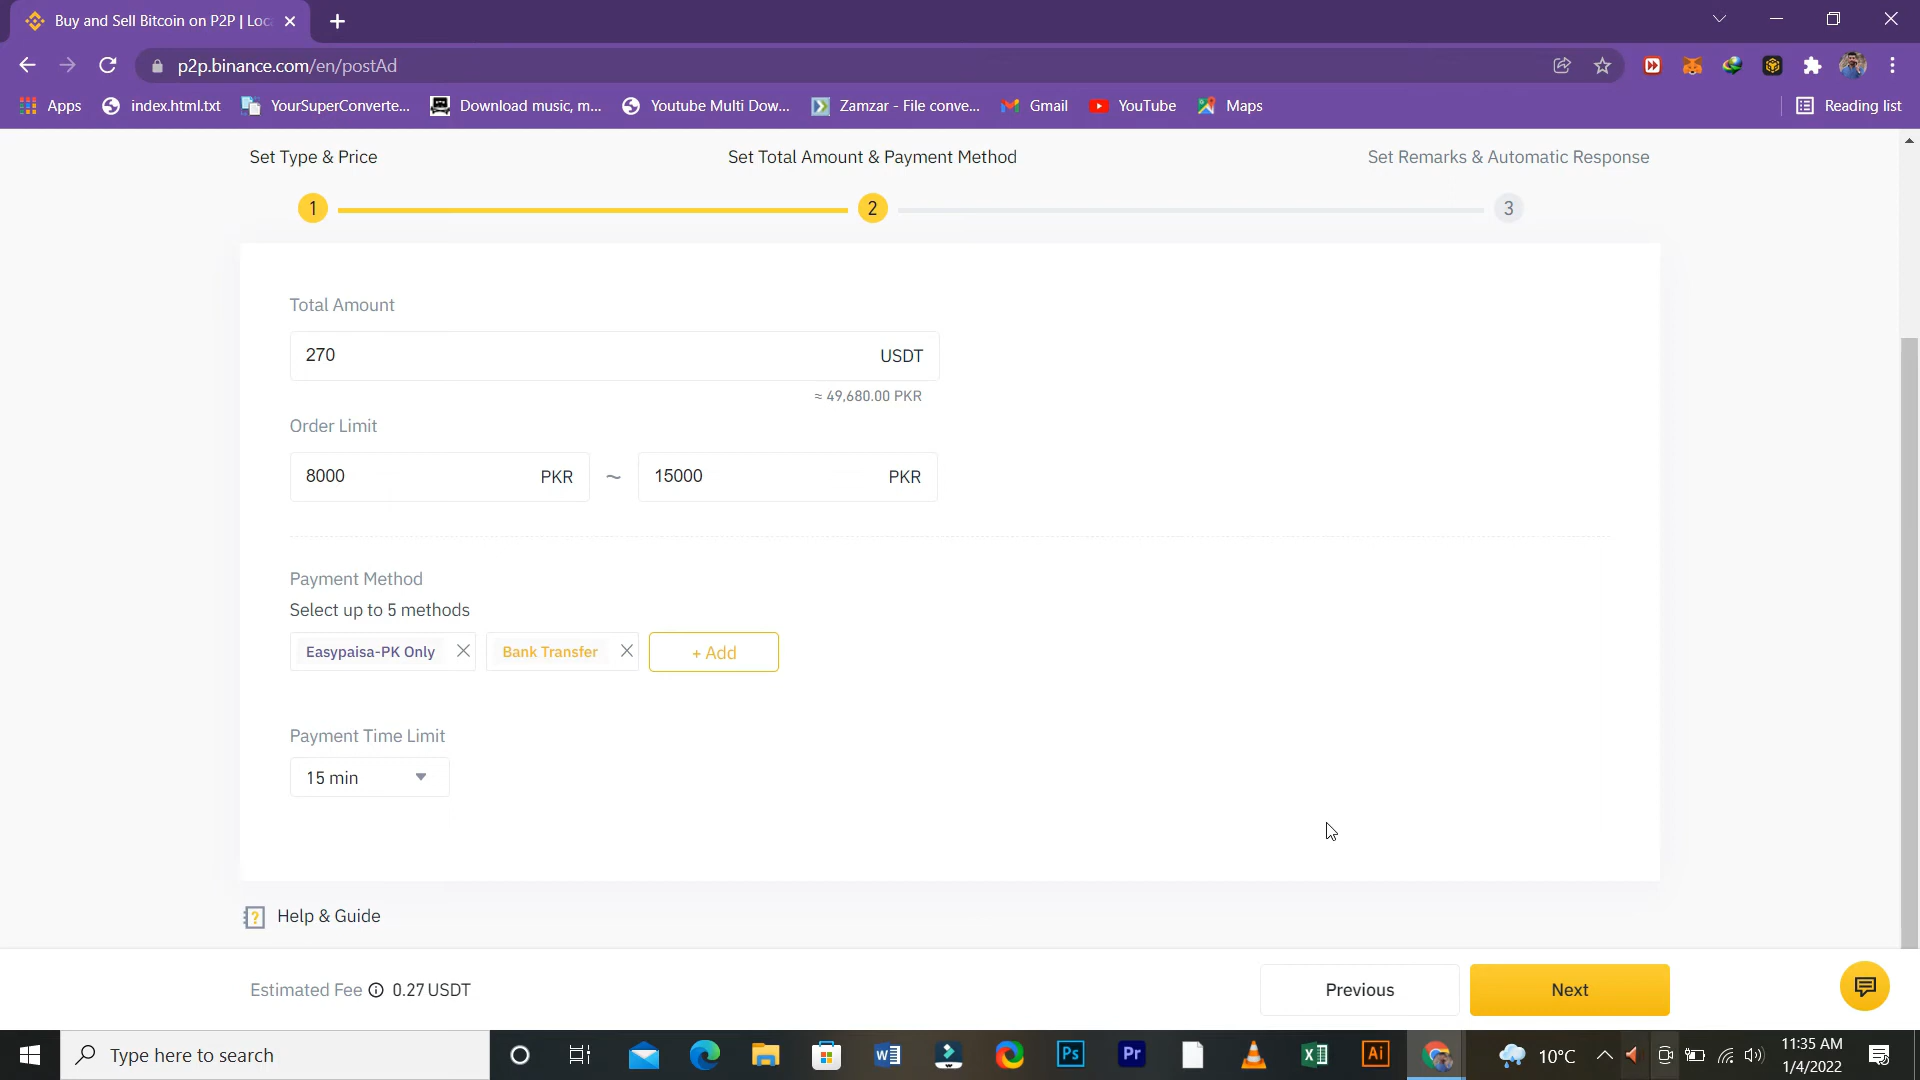 Buy and Sell Bitcoin on P2P | Loc
p2p.binance.com/en/postAd
Apps index.html.txt YourSuperConverte... Download music, m... Youtube Multi Dow... Zamzar - File conve... Gmail YouTube Maps Reading list
Set Type & Price Set Total Amount & Payment Method Set Remarks & Automatic Response
1 2 3
Total Amount
270 USDT
≈ 49,680.00 PKR
Order Limit
8000 PKR ~ 15000 PKR
Payment Method
Select up to 5 methods
Easypaisa-PK Only Bank Transfer + Add
Payment Time Limit
15 min
Help & Guide
Estimated Fee 0.27 USDT Previous Next
Type here to search Ps Pr Ai 10°C 11:35 AM
1/4/2022